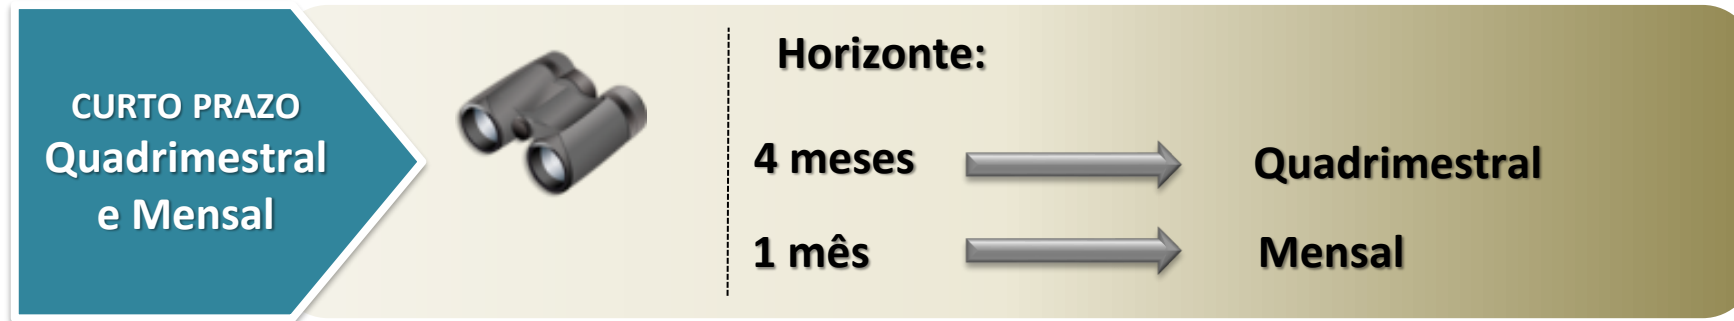 CURTO PRAZO
Quadrimestral
e Mensal
Horizonte:
4 meses
Quadrimestral
1 mês
Mensal